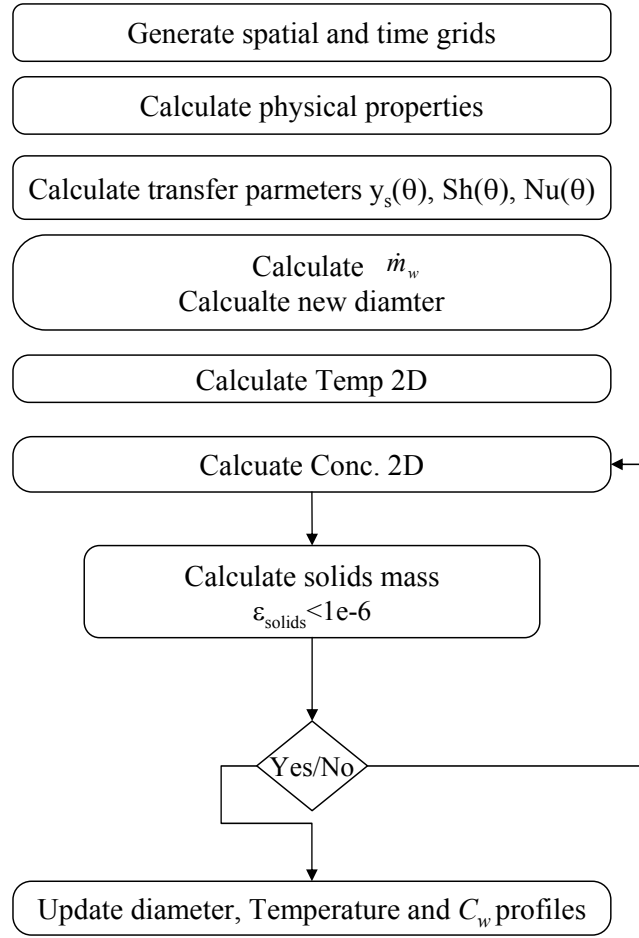 Generate spatial and time grids
Calculate physical properties
Calculate transfer parmeters yₛ(θ), Sh(θ), Nu(θ)
Calculate ṁ_w
Calcualte new diamter
Calculate Temp 2D
Calcuate Conc. 2D
Calculate solids mass
ε_solids<1e-6
Yes/No
Update diameter, Temperature and C_w profiles